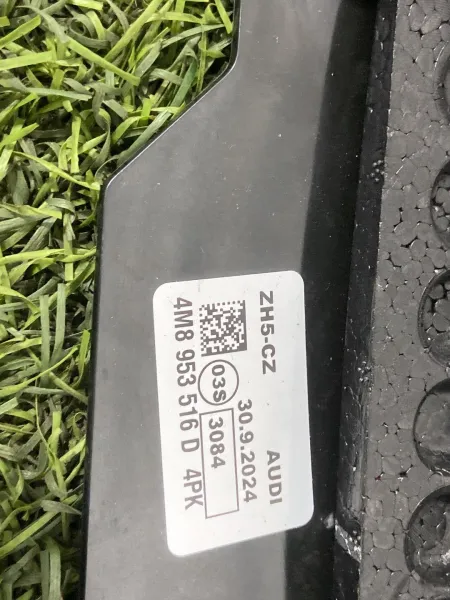 ZH5-CZ AUDI
30.9.2024
03S 3084
4M8 953 516 D 4PK